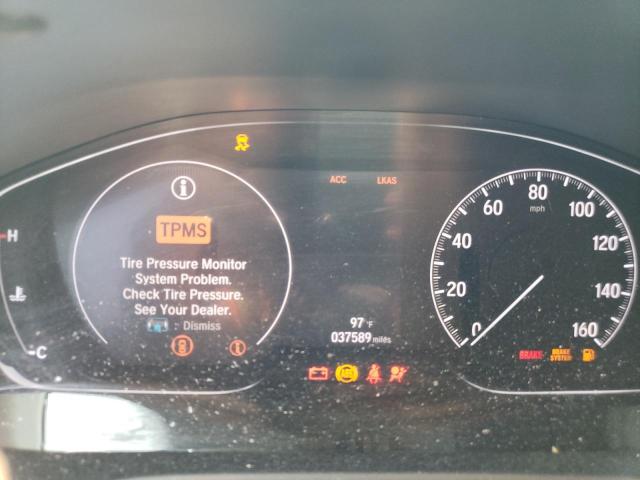 ACC LKAS
TPMS
Tire Pressure Monitor
System Problem.
Check Tire Pressure.
See Your Dealer.
: Dismiss
H
C
97°F
037589 miles
ABS
0 20 40 60 80 100 120 140 160
mph
BRAKE
BRAKE
SYSTEM